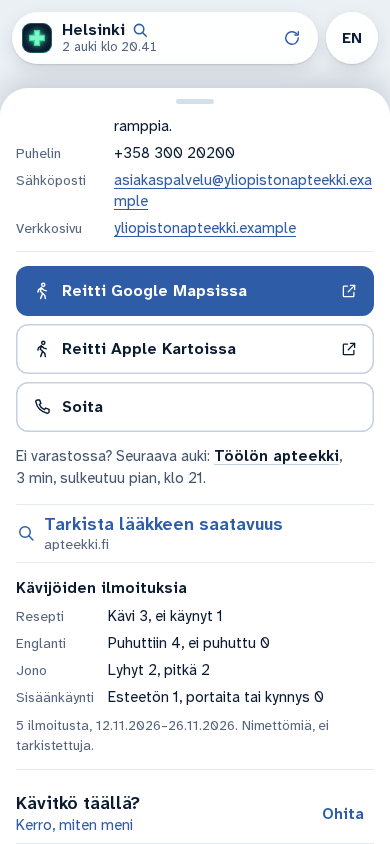 Helsinki
2 auki klo 20.41
EN
ramppia.
Puhelin +358 300 20200
Sähköposti asiakaspalvelu@yliopistonapteekki.exa
mple
Verkkosivu yliopistonapteekki.example
Reitti Google Mapsissa
Reitti Apple Kartoissa
Soita
Ei varastossa? Seuraava auki: Töölön apteekki,
3 min, sulkeutuu pian, klo 21.
Tarkista lääkkeen saatavuus
apteekki.fi
Kävijöiden ilmoituksia
Resepti Kävi 3, ei käynyt 1
Englanti Puhuttiin 4, ei puhuttu 0
Jono Lyhyt 2, pitkä 2
Sisäänkäynti Esteetön 1, portaita tai kynnys 0
5 ilmoitusta, 12.11.2026–26.11.2026. Nimettömiä, ei
tarkistettuja.
Kävitkö täällä?
Kerro, miten meni
Ohita